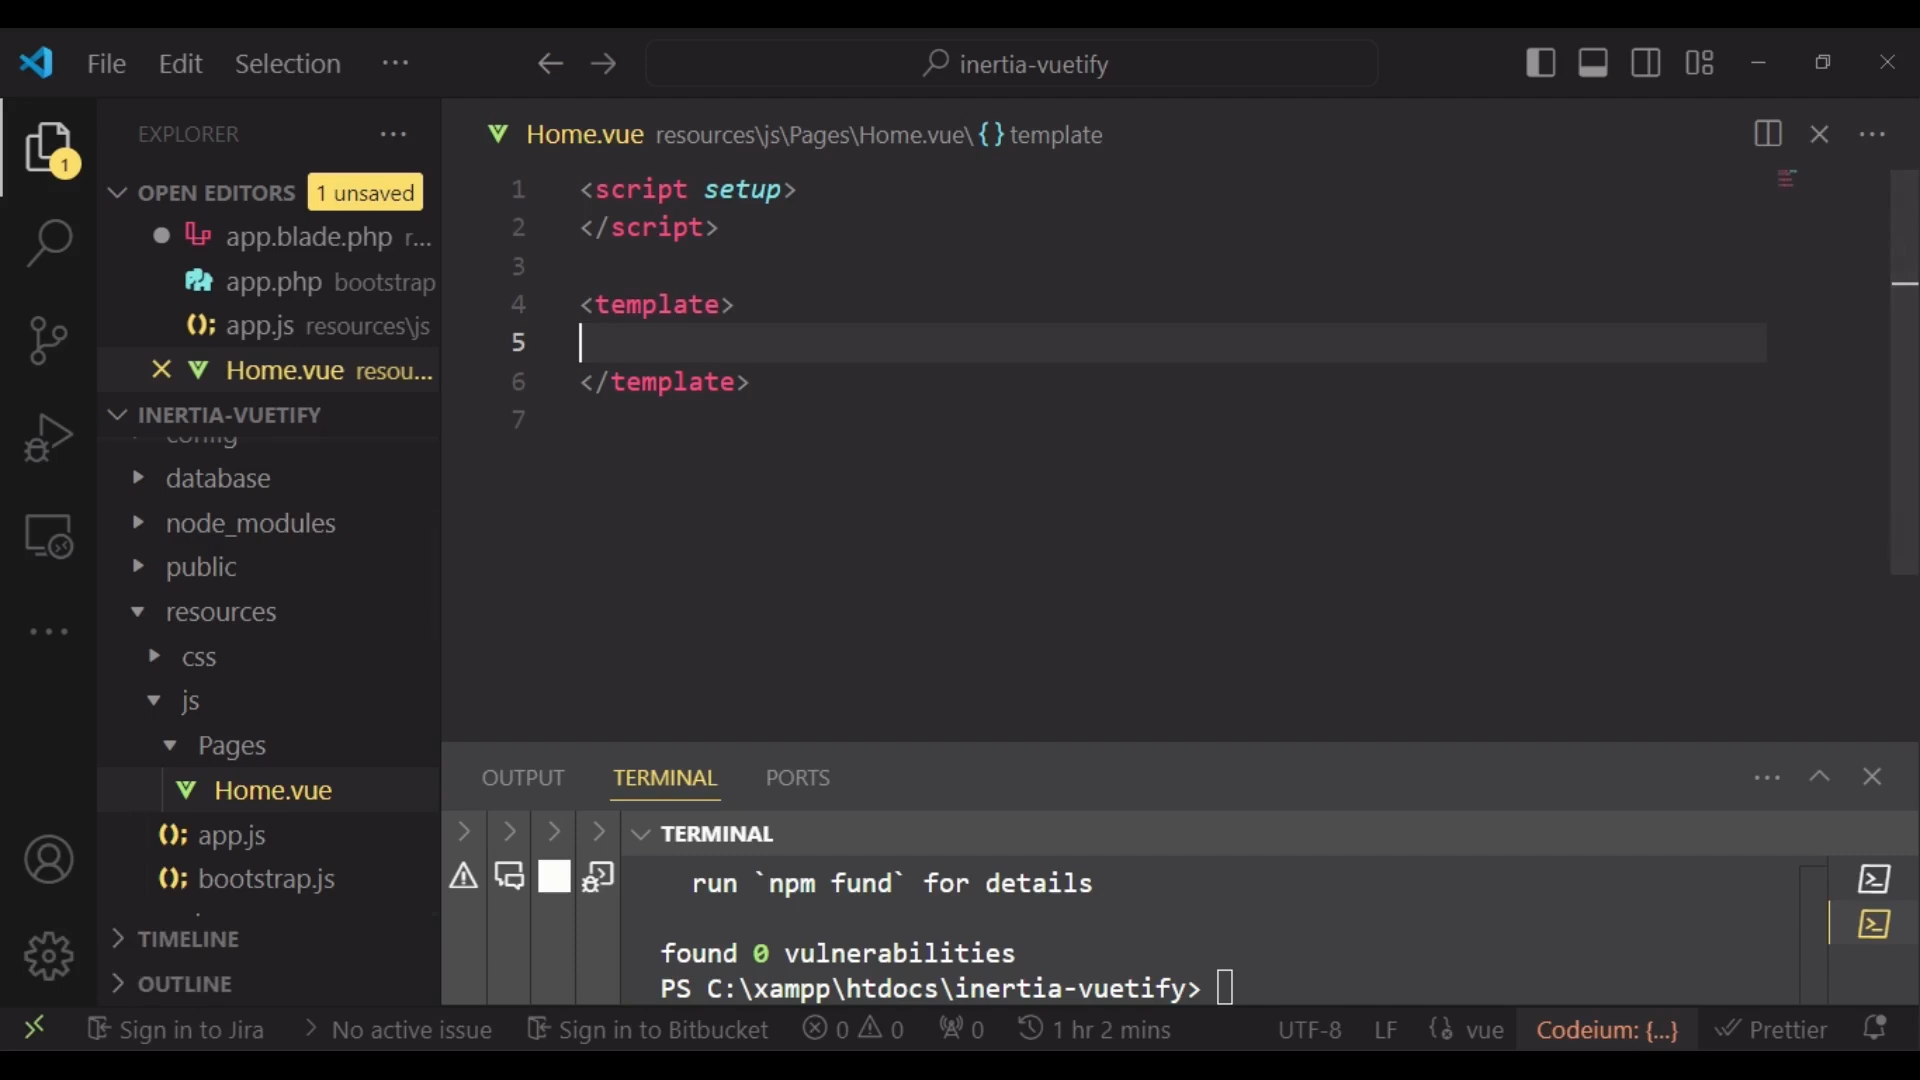 File Edit Selection ··· inertia-vuetify
EXPLORER ···
1
OPEN EDITORS 1 unsaved
app.blade.php r...
app.php bootstrap
app.js resources\js
Home.vue resou...
INERTIA-VUETIFY
config
database
node_modules
public
resources
css
js
Pages
Home.vue
app.js
bootstrap.js
TIMELINE
OUTLINE
Home.vue resources\js\Pages\Home.vue\{} template
1 <script setup>
2 </script>
3
4 <template>
5
6 </template>
7
OUTPUT TERMINAL PORTS
TERMINAL
run `npm fund` for details
found 0 vulnerabilities
PS C:\xampp\htdocs\inertia-vuetify>
Sign in to Jira > No active issue Sign in to Bitbucket 0 0 0 1 hr 2 mins UTF-8 LF vue Codeium: {...} Prettier